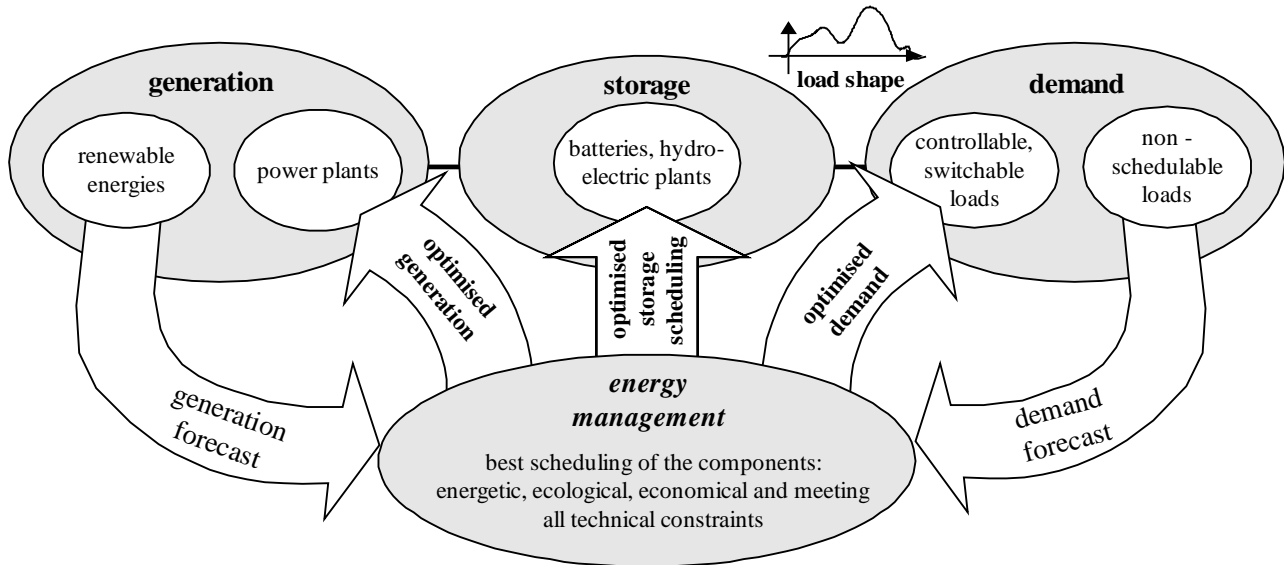 generation
renewable
energies
power plants
storage
batteries, hydro-
electric plants
load shape
demand
controllable,
switchable
loads
non -
schedulable
loads
optimised
generation
optimised
storage
scheduling
optimised
demand
generation
forecast
demand
forecast
energy
management
best scheduling of the components:
energetic, ecological, economical and meeting
all technical constraints